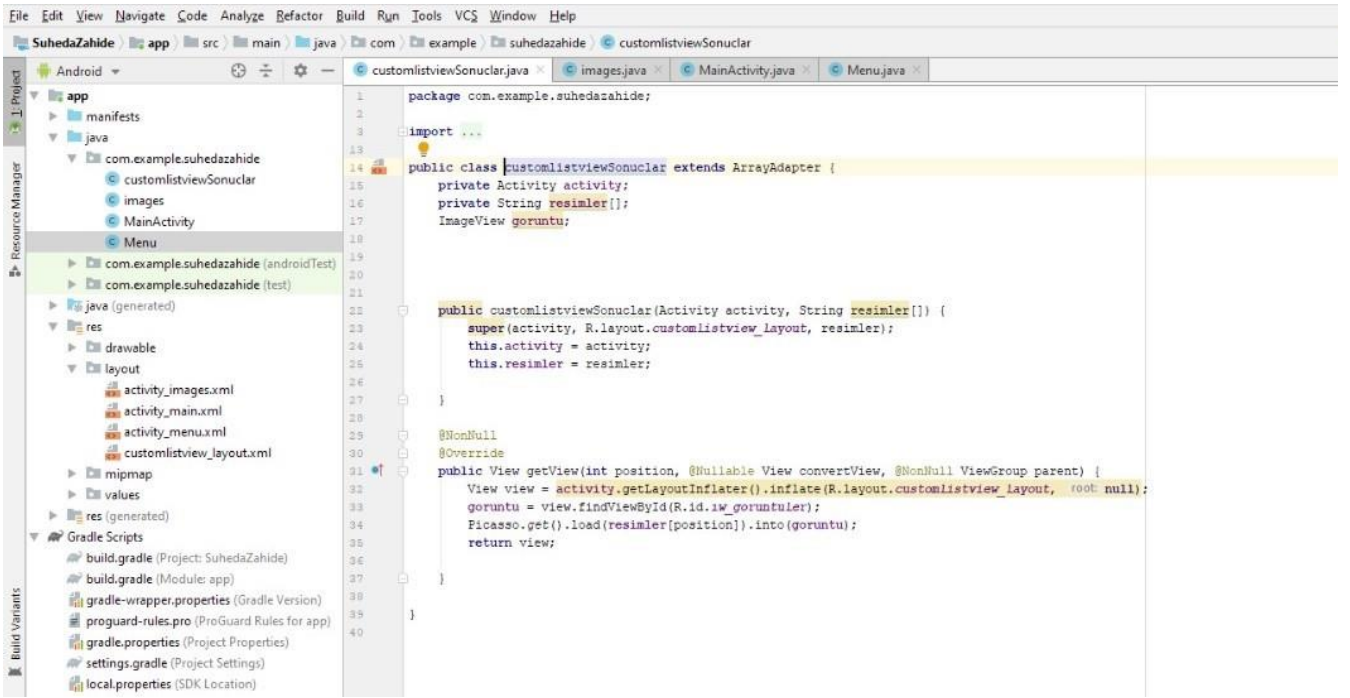 File Edit View Navigate Code Analyze Refactor Build Run Tools VCS Window Help
SuhedaZahide app src main java com example suhedazahide customlistviewSonuclar
1: Project
Resource Manager
Build Variants
Android
app
manifests
java
com.example.suhedazahide
customlistviewSonuclar
images
MainActivity
Menu
com.example.suhedazahide (androidTest)
com.example.suhedazahide (test)
java (generated)
res
drawable
layout
activity_images.xml
activity_main.xml
activity_menu.xml
customlistview_layout.xml
mipmap
values
res (generated)
Gradle Scripts
build.gradle (Project: SuhedaZahide)
build.gradle (Module: app)
gradle-wrapper.properties (Gradle Version)
proguard-rules.pro (ProGuard Rules for app)
gradle.properties (Project Properties)
settings.gradle (Project Settings)
local.properties (SDK Location)
customlistviewSonuclar.java images.java MainActivity.java Menu.java
1 package com.example.suhedazahide;
2
3 import ...
13
14 public class customlistviewSonuclar extends ArrayAdapter {
15 private Activity activity;
16 private String resimler[];
17 ImageView goruntu;
18
19
20
21
22 public customlistviewSonuclar(Activity activity, String resimler[]) {
23 super(activity, R.layout.customlistview_layout, resimler);
24 this.activity = activity;
25 this.resimler = resimler;
26
27 }
28
29 @NonNull
30 @Override
31 public View getView(int position, @Nullable View convertView, @NonNull ViewGroup parent) {
32 View view = activity.getLayoutInflater().inflate(R.layout.customlistview_layout, root: null);
33 goruntu = view.findViewById(R.id.iw_goruntuler);
34 Picasso.get().load(resimler[position]).into(goruntu);
35 return view;
36
37 }
38
39 }
40